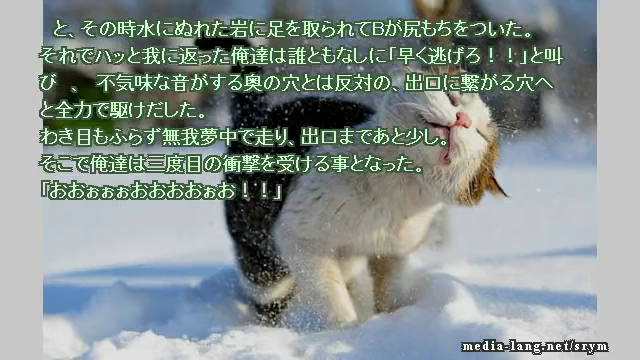 と、その時水にぬれた岩に足を取られてBが尻もちをついた。
それでハッと我に返った俺達は誰ともなしに「早く逃げろ！！」と叫
び　、　不気味な音がする奥の穴とは反対の、出口に繋がる穴へ
と全力で駆けだした。
わき目もふらず無我夢中で走り、出口まであと少し。
そこで俺達は三度目の衝撃を受ける事となった。
「おおぉぉぉおおおおぉお！！」
media-lang.net/srym